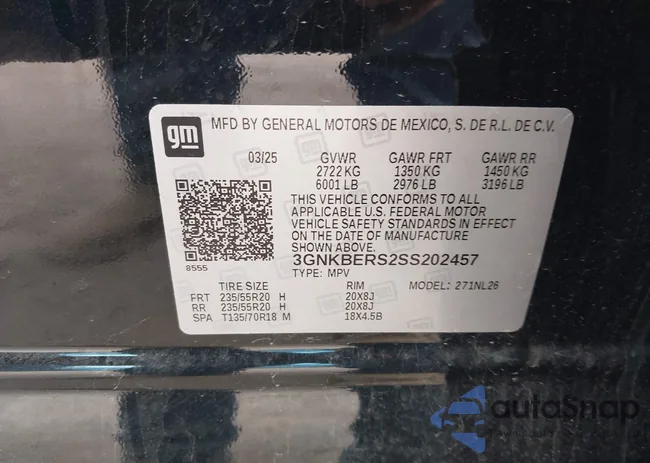 gm MFD BY GENERAL MOTORS DE MEXICO, S. DE R.L. DE C.V.
03/25 GVWR GAWR FRT GAWR RR
2722 KG 1350 KG 1450 KG
6001 LB 2976 LB 3196 LB
THIS VEHICLE CONFORMS TO ALL
APPLICABLE U.S. FEDERAL MOTOR
VEHICLE SAFETY STANDARDS IN EFFECT
ON THE DATE OF MANUFACTURE
SHOWN ABOVE.
8555
3GNKBERS2SS202457
TYPE: MPV
TIRE SIZE RIM MODEL: 271NL26
FRT 235/55R20 H 20X8J
RR 235/55R20 H 20X8J
SPA T135/70R18 M 18X4.5B
autoSnap